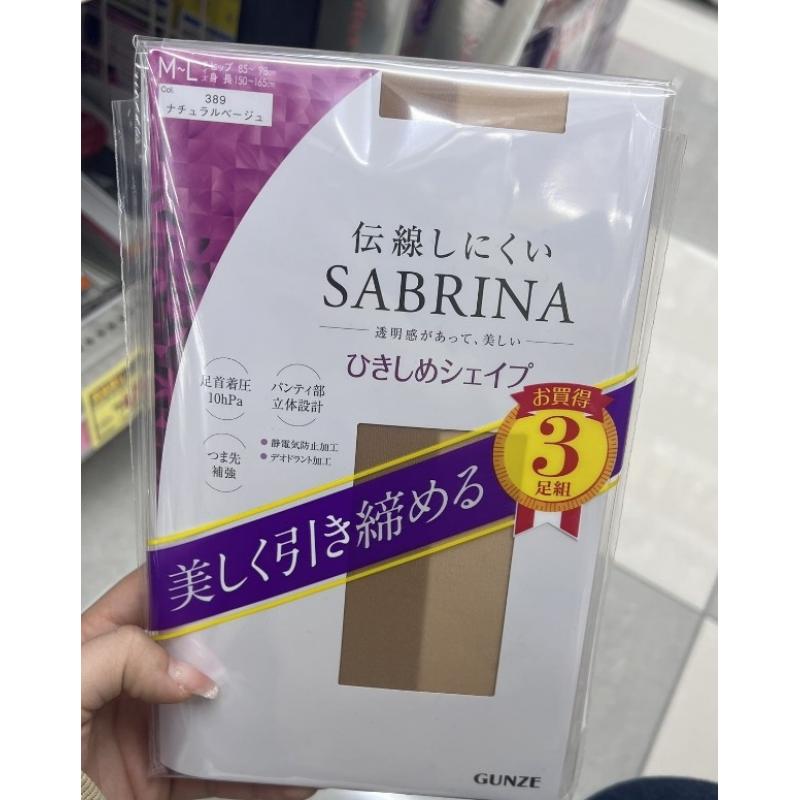 M~L ヒップ 85~98cm
身長 150~165cm
Col.
389
ナチュラルベージュ
伝線しにくい
SABRINA
透明感があって、美しい
ひきしめシェイプ
足首着圧
10hPa
パンティ部
立体設計
つま先
補強
静電気防止加工
デオドラント加工
お買得
3
足組
美しく引き締める
GUNZE